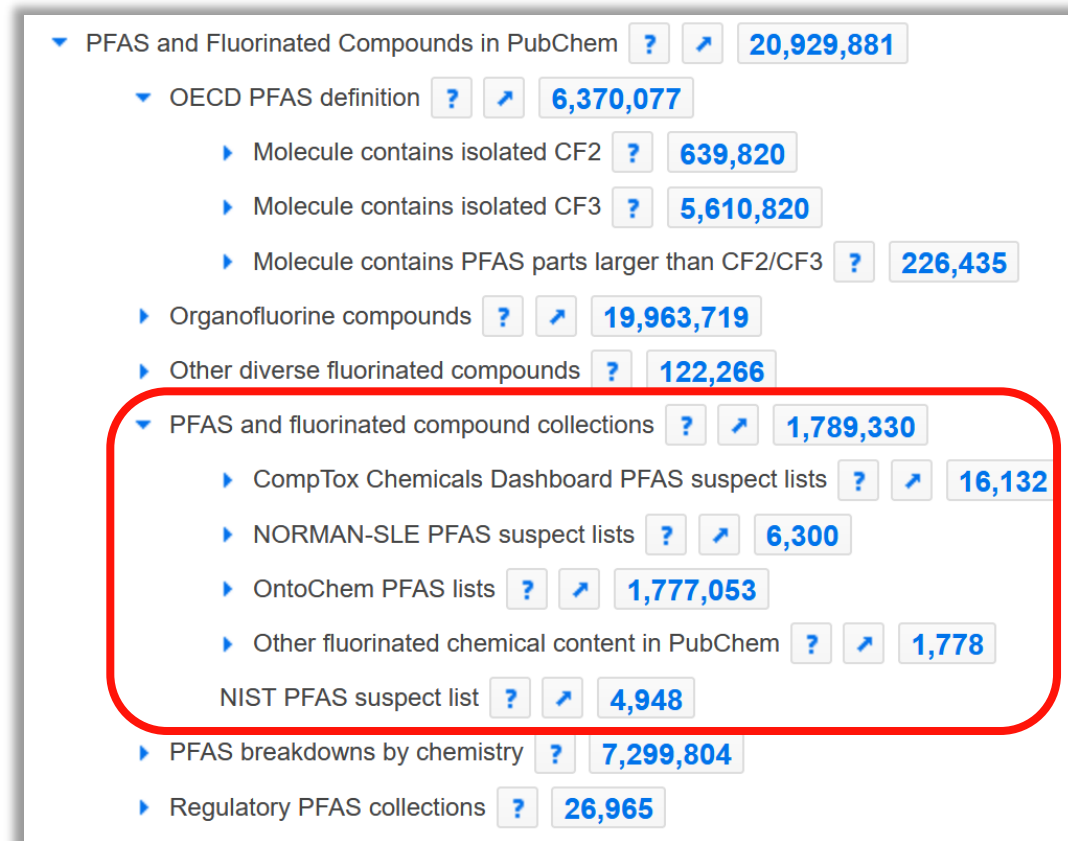 PFAS and Fluorinated Compounds in PubChem ? 20,929,881
OECD PFAS definition ? 6,370,077
Molecule contains isolated CF2 ? 639,820
Molecule contains isolated CF3 ? 5,610,820
Molecule contains PFAS parts larger than CF2/CF3 ? 226,435
Organofluorine compounds ? 19,963,719
Other diverse fluorinated compounds ? 122,266
PFAS and fluorinated compound collections ? 1,789,330
CompTox Chemicals Dashboard PFAS suspect lists ? 16,132
NORMAN-SLE PFAS suspect lists ? 6,300
OntoChem PFAS lists ? 1,777,053
Other fluorinated chemical content in PubChem ? 1,778
NIST PFAS suspect list ? 4,948
PFAS breakdowns by chemistry ? 7,299,804
Regulatory PFAS collections ? 26,965